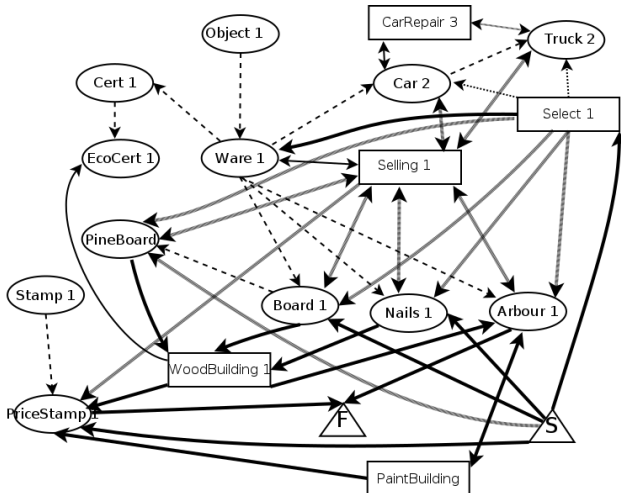 CarRepair 3
Object 1
Truck 2
Cert 1
Car 2
Select 1
EcoCert 1
Ware 1
Selling 1
PineBoard
Stamp 1
Board 1
Nails 1
Arbour 1
WoodBuilding 1
PriceStamp 1
F
S
PaintBuilding